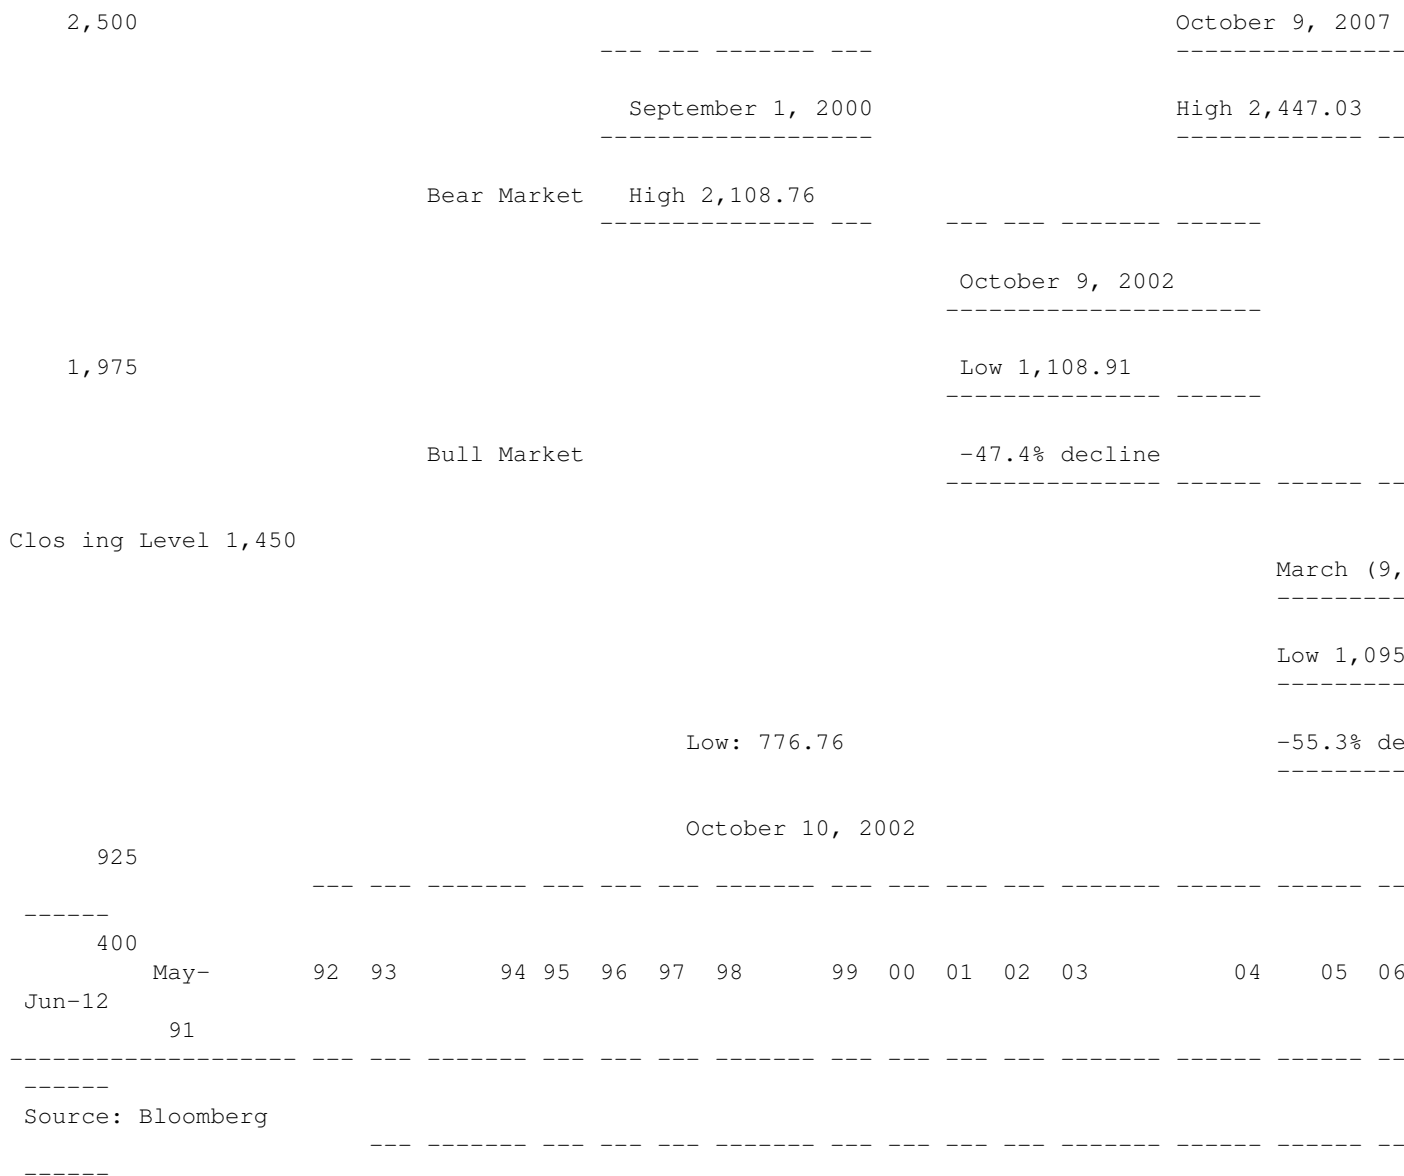 2,500 October 9, 2007
--- --- ------- --- ----------------
September 1, 2000 High 2,447.03
------------------- ------------- --
Bear Market High 2,108.76
--------------- --- --- --- ------- ------
October 9, 2002
----------------------
1,975 Low 1,108.91
--------------- ------
Bull Market -47.4% decline
--------------- ------ ------ --
Clos ing Level 1,450
March (9,
---------
Low 1,095
---------
Low: 776.76 -55.3% de
---------
October 10, 2002
925
--- --- ------- --- --- --- ------- --- --- --- --- ------- ------ ------ --
------
400
May- 92 93 94 95 96 97 98 99 00 01 02 03 04 05 06
Jun-12
91
-------------------- --- --- ------- --- --- --- ------- --- --- --- --- ------- ------ ------ --
------
Source: Bloomberg
--- ------- --- --- --- ------- --- --- --- --- ------- ------ ------ --
------